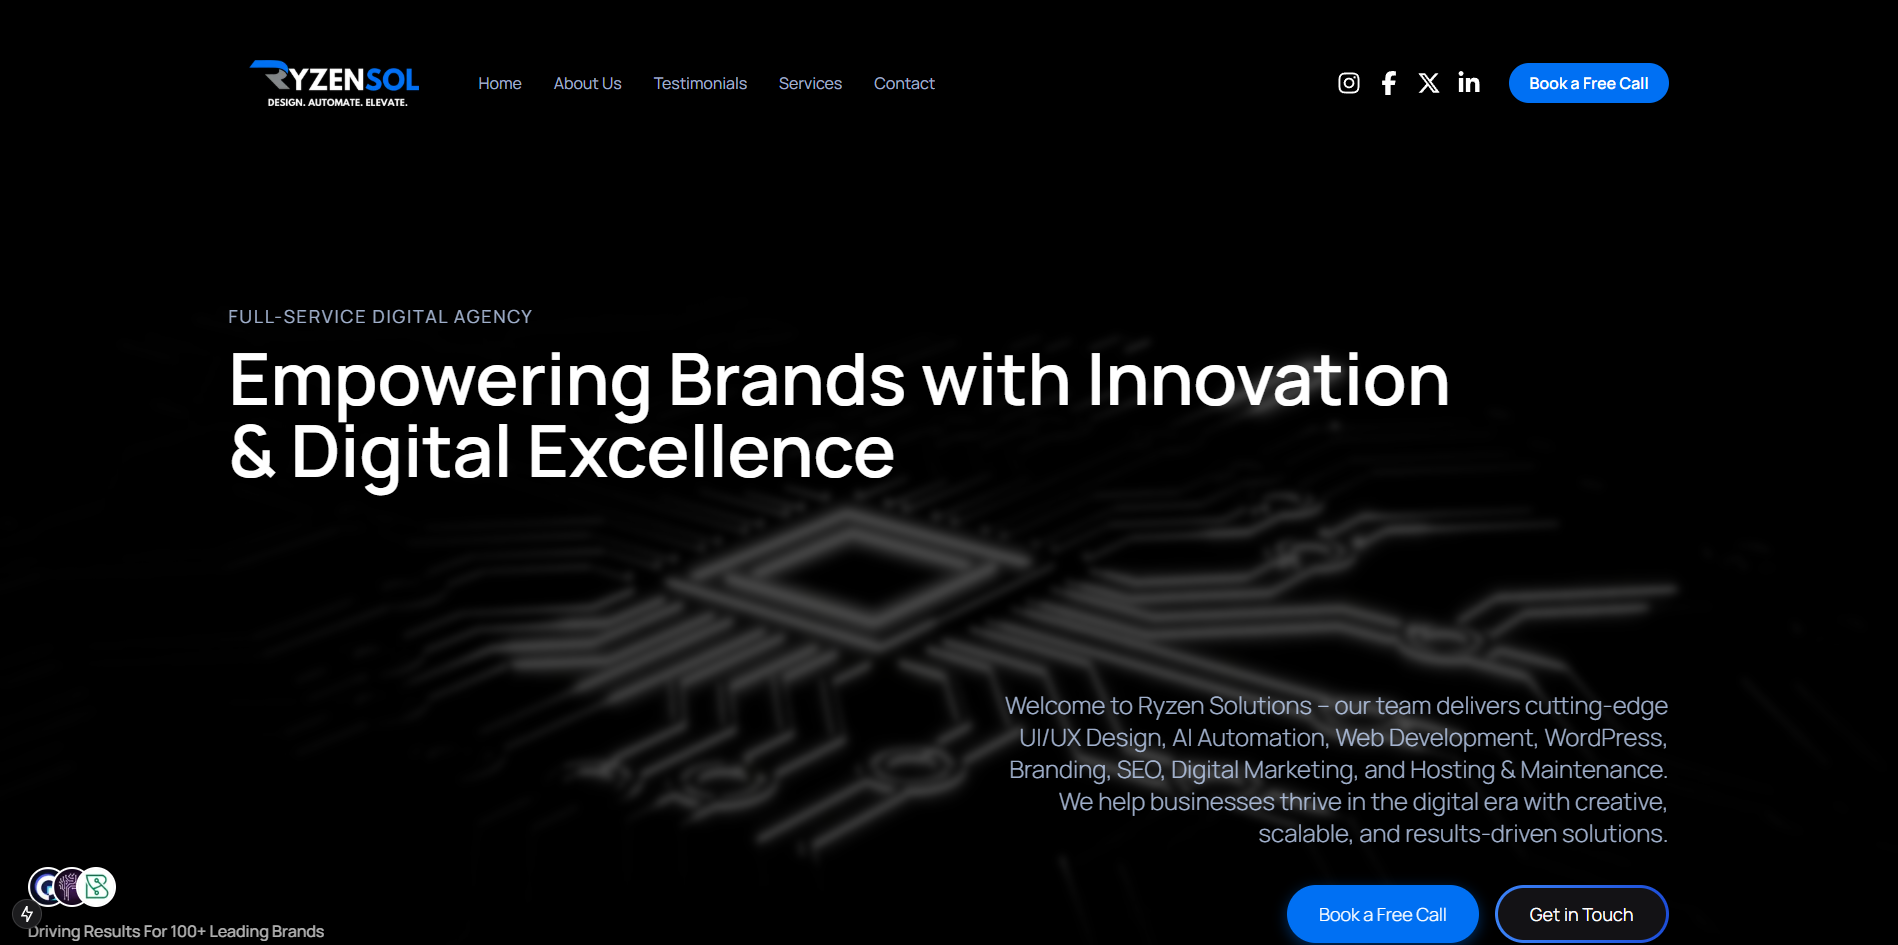 RYZENSOL
DESIGN. AUTOMATE. ELEVATE.
Home
About Us
Testimonials
Services
Contact
Book a Free Call
FULL-SERVICE DIGITAL AGENCY
Empowering Brands with Innovation
& Digital Excellence
Welcome to Ryzen Solutions – our team delivers cutting-edge
UI/UX Design, AI Automation, Web Development, WordPress,
Branding, SEO, Digital Marketing, and Hosting & Maintenance.
We help businesses thrive in the digital era with creative,
scalable, and results-driven solutions.
Book a Free Call
Get in Touch
Driving Results For 100+ Leading Brands